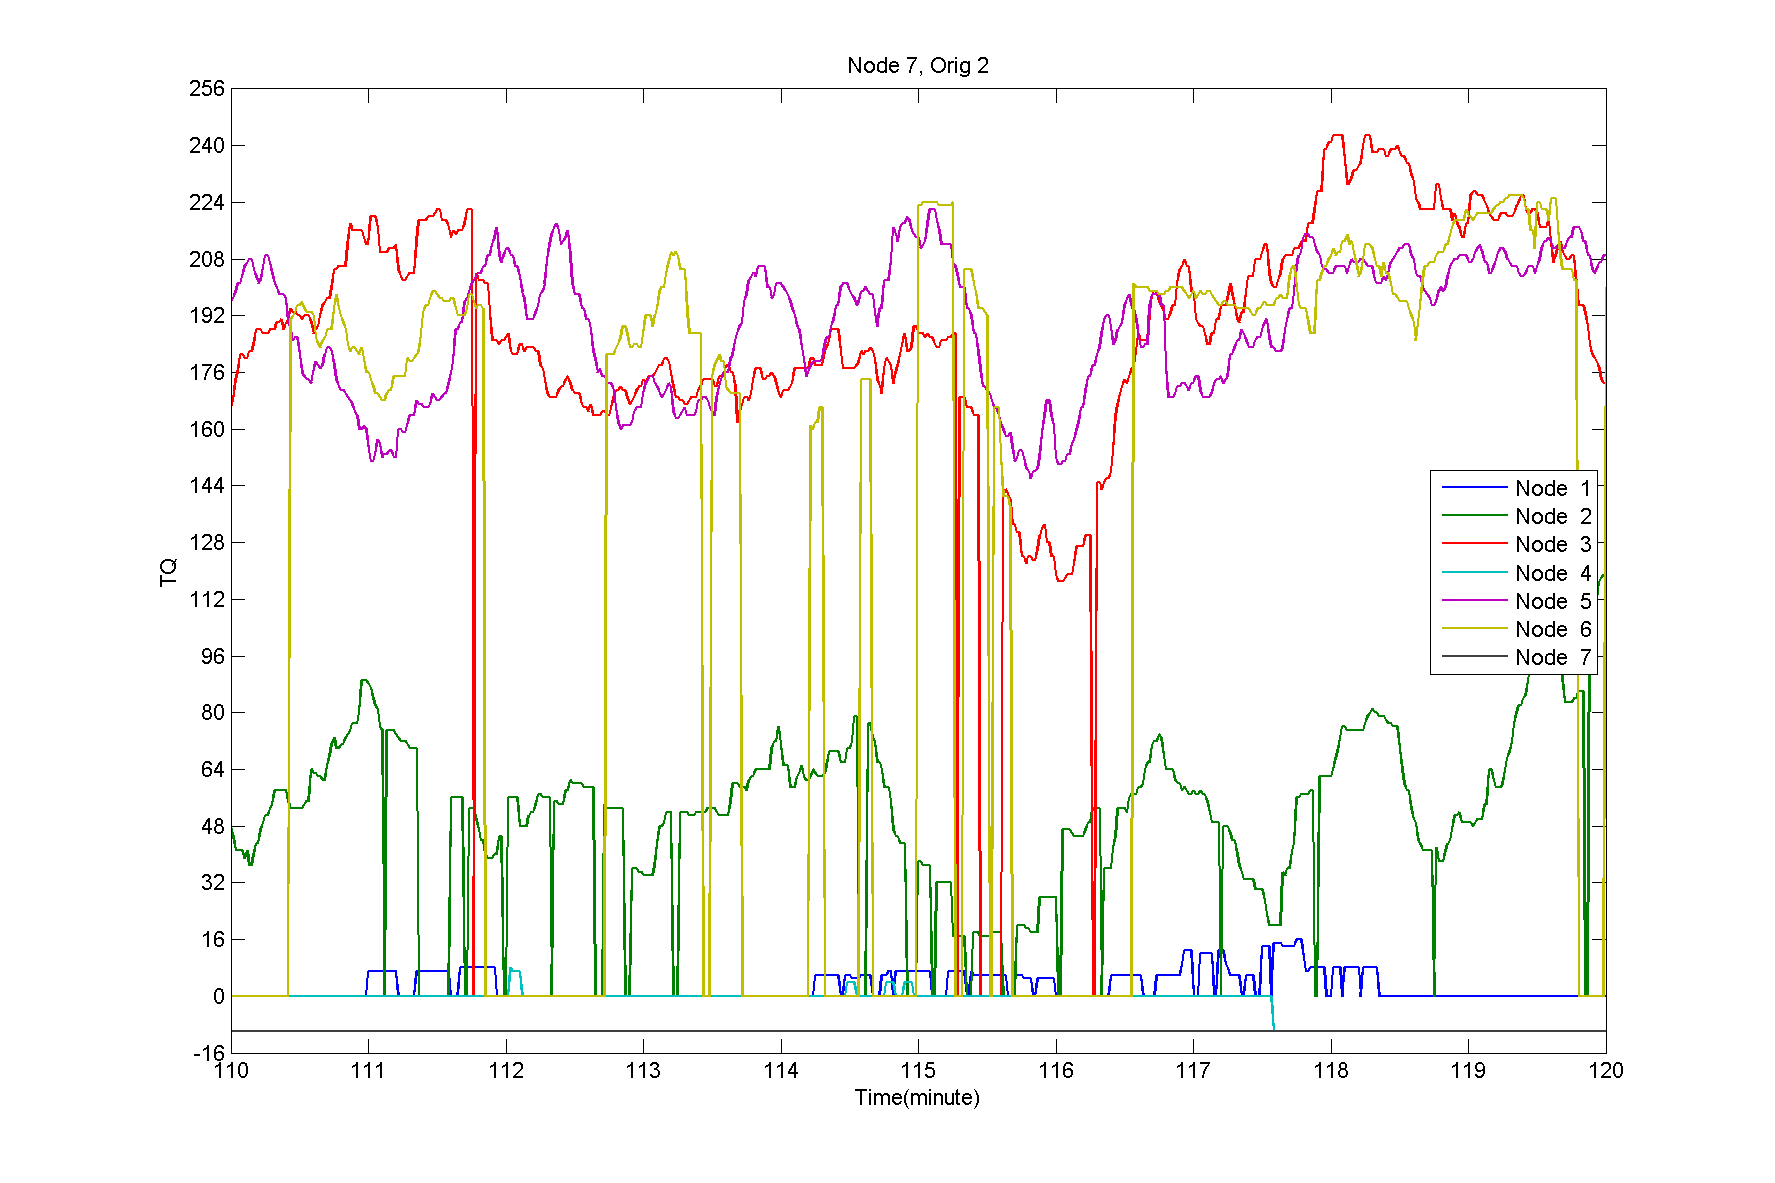 Node 7, Orig 2
256
240
224
208
192
176
160
144
128
112
96
80
64
48
32
16
0
-16
TQ
Node 1
Node 2
Node 3
Node 4
Node 5
Node 6
Node 7
110 111 112 113 114 115 116 117 118 119 120
Time(minute)